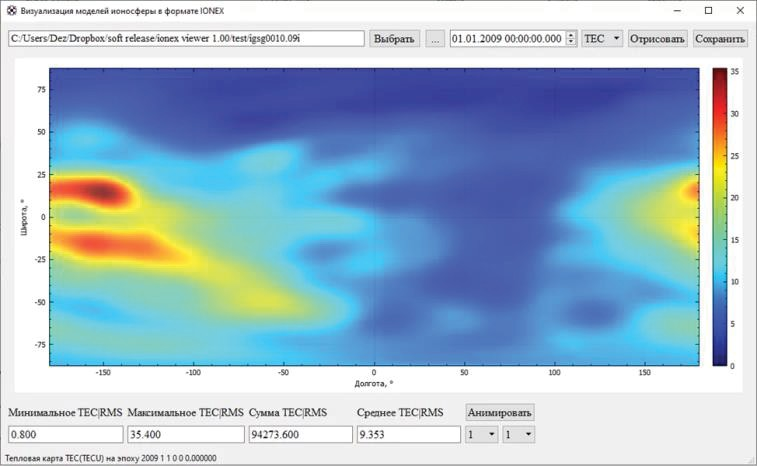 Визуализация моделей ионосферы в формате IONEX
C:/Users/Dez/Dropbox/soft release/ionex viewer 1.00/test/igsg0010.09i Выбрать ... 01.01.2009 00:00:00.000 TEC Отрисовать Сохранить
75
50
25
0
-25
-50
-75
Широта, °
-150 -100 -50 0 50 100 150
Долгота, °
35
30
25
20
15
10
5
0
Минимальное TEC|RMS Максимальное TEC|RMS Сумма TEC|RMS Среднее TEC|RMS Анимировать
0.800 35.400 94273.600 9.353 1 1
Тепловая карта TEC(TECU) на эпоху 2009 1 1 0 0 0.000000